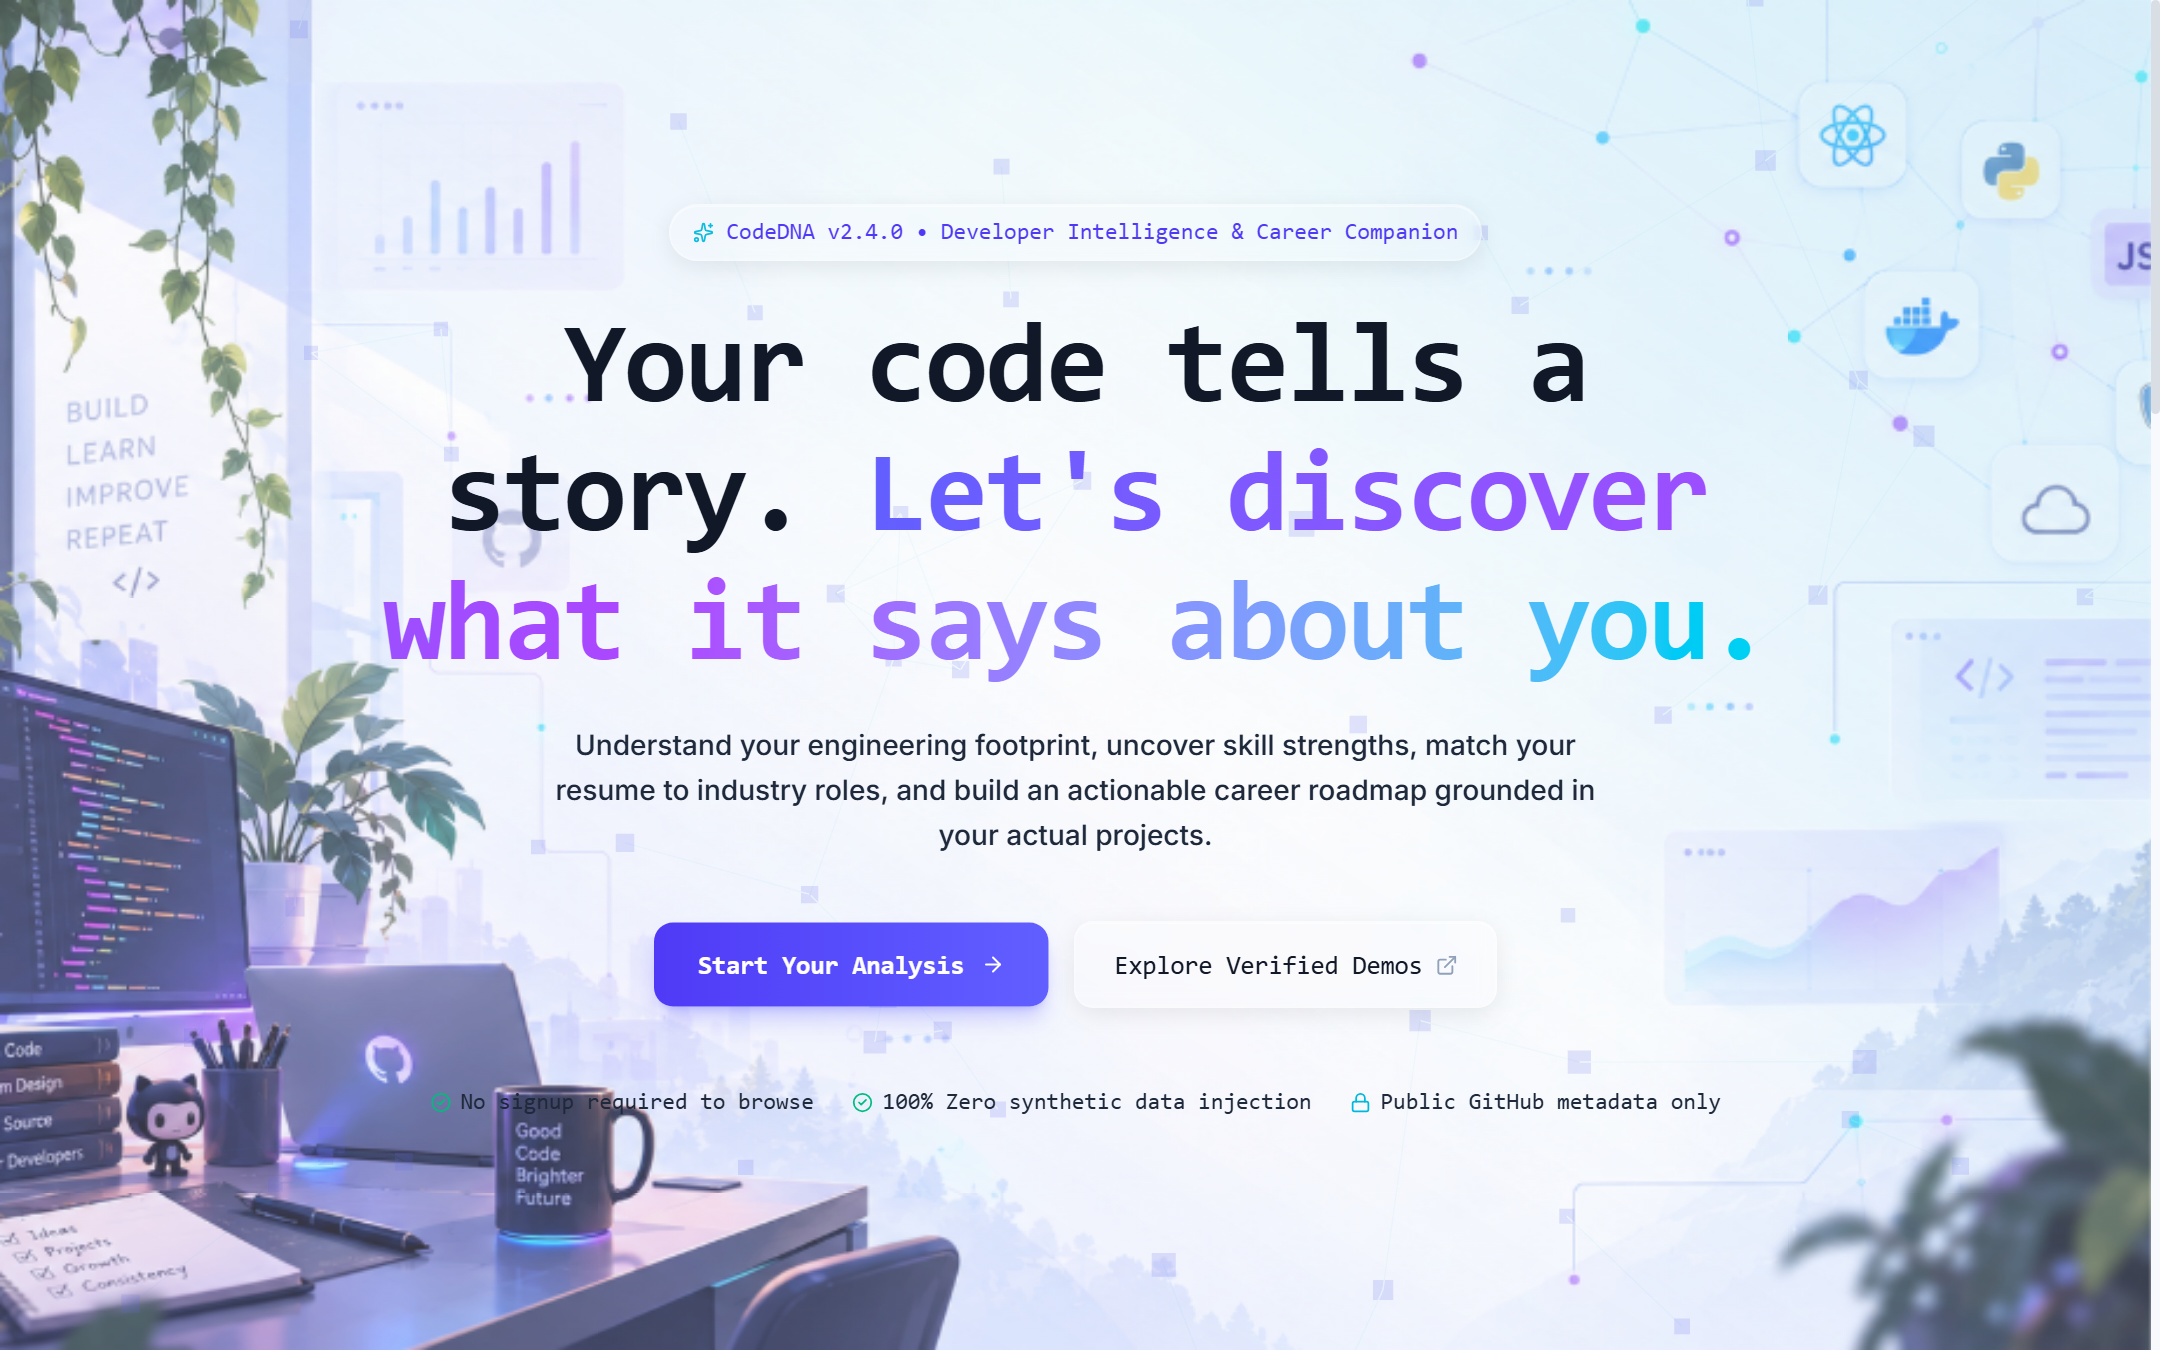 CodeDNA v2.4.0 • Developer Intelligence & Career Companion
Your code tells a
story. Let's discover
what it says about you.
Understand your engineering footprint, uncover skill strengths, match your
resume to industry roles, and build an actionable career roadmap grounded in
your actual projects.
Start Your Analysis
Explore Verified Demos
No signup required to browse
100% Zero synthetic data injection
Public GitHub metadata only
BUILD
LEARN
IMPROVE
REPEAT
</>
JS
</>
Code
Design
Source
Developers
Good
Code
Brighter
Future
Ideas
Projects
Growth
Consistency